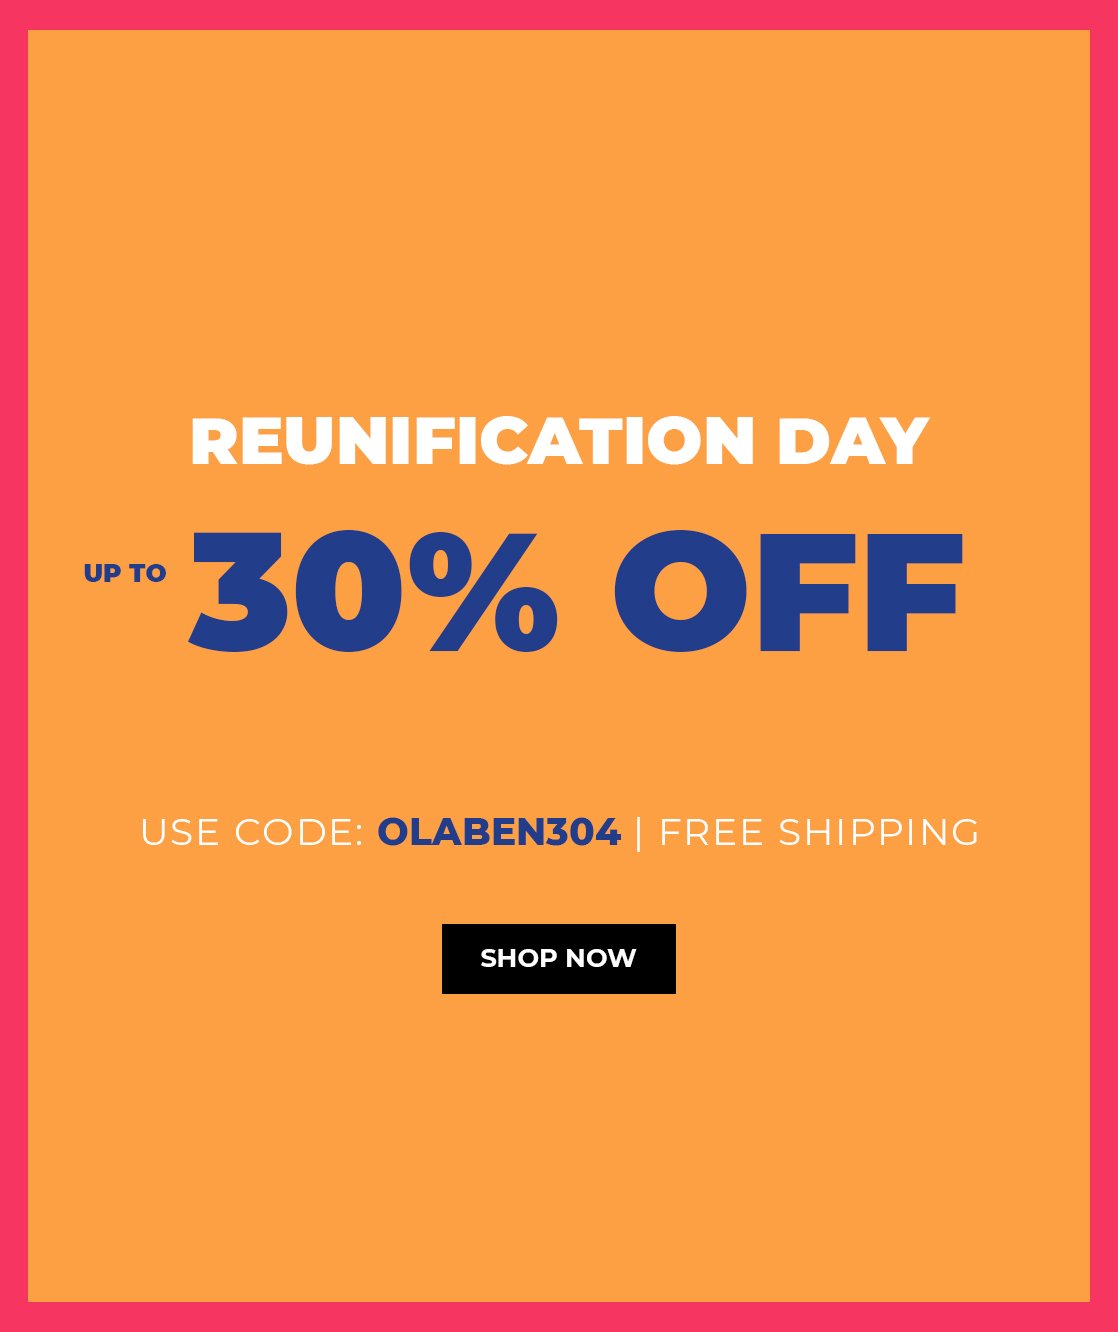 REUNIFICATION DAY
UP TO 30% OFF
USE CODE: OLABEN304 | FREE SHIPPING
SHOP NOW